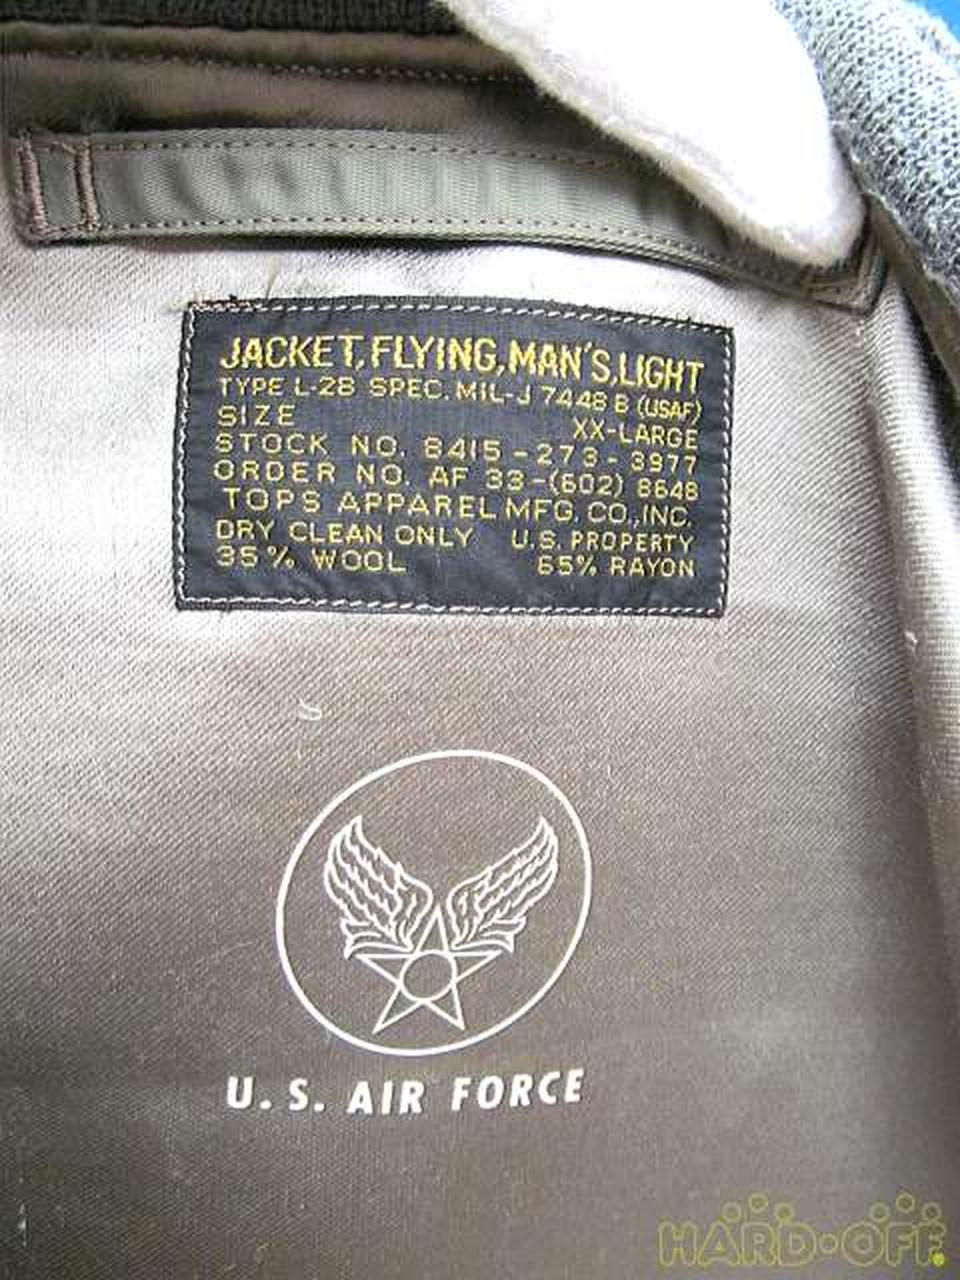 JACKET, FLYING, MAN'S, LIGHT
TYPE L-2B SPEC. MIL-J 7448 B (USAF)
SIZE XX-LARGE
STOCK NO. 8415-273-3977
ORDER NO. AF 33-(602) 8648
TOPS APPAREL MFG. CO., INC.
DRY CLEAN ONLY U.S. PROPERTY
35% WOOL 65% RAYON
U. S. AIR FORCE
HARD-OFF